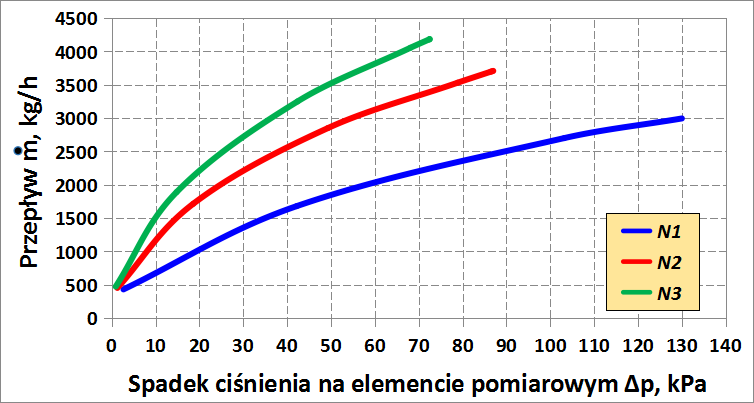 4500
4000
3500
3000
2500
2000
1500
1000
500
0
Przepływ ṁ, kg/h
N1
N2
N3
0 10 20 30 40 50 60 70 80 90 100 110 120 130 140
Spadek ciśnienia na elemencie pomiarowym Δp, kPa